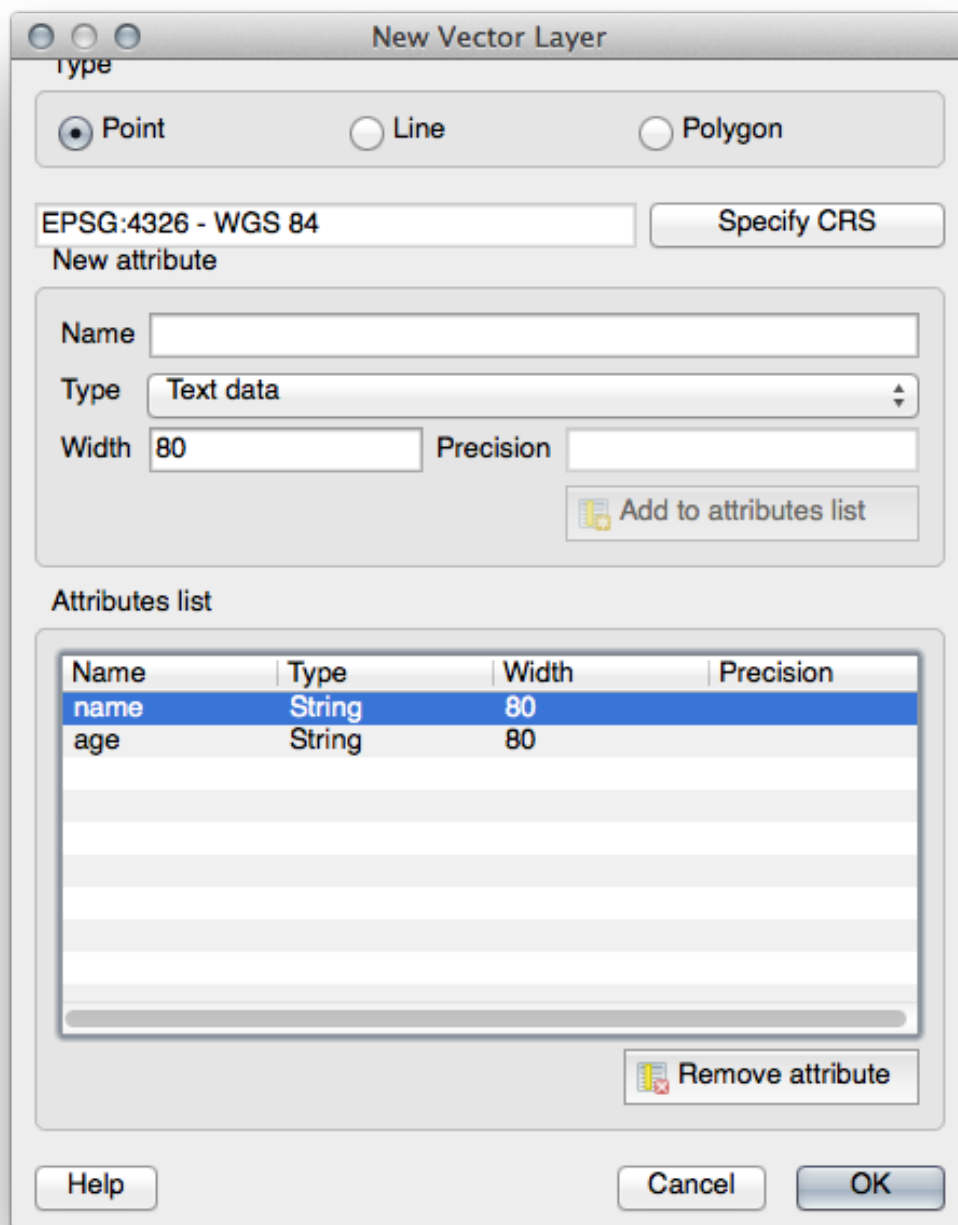 New Vector Layer
Type
Point Line Polygon
EPSG:4326 - WGS 84 Specify CRS
New attribute
Name
Type Text data
Width 80 Precision
Add to attributes list
Attributes list
Name Type Width Precision
name String 80
age String 80
Remove attribute
Help Cancel OK